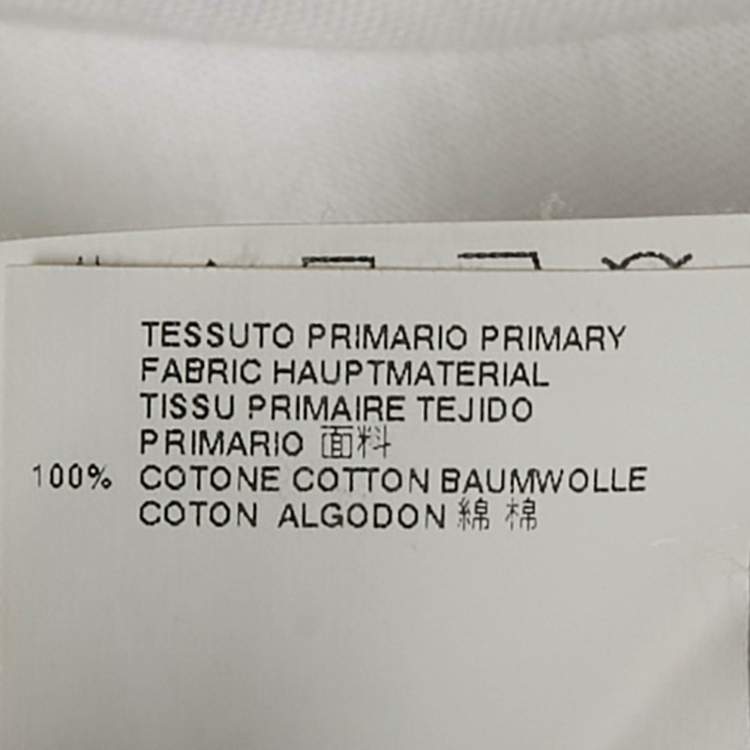 TESSUTO PRIMARIO PRIMARY
FABRIC HAUPTMATERIAL
TISSU PRIMAIRE TEJIDO
PRIMARIO 面料
100% COTONE COTTON BAUMWOLLE
COTON ALGODON 綿 棉